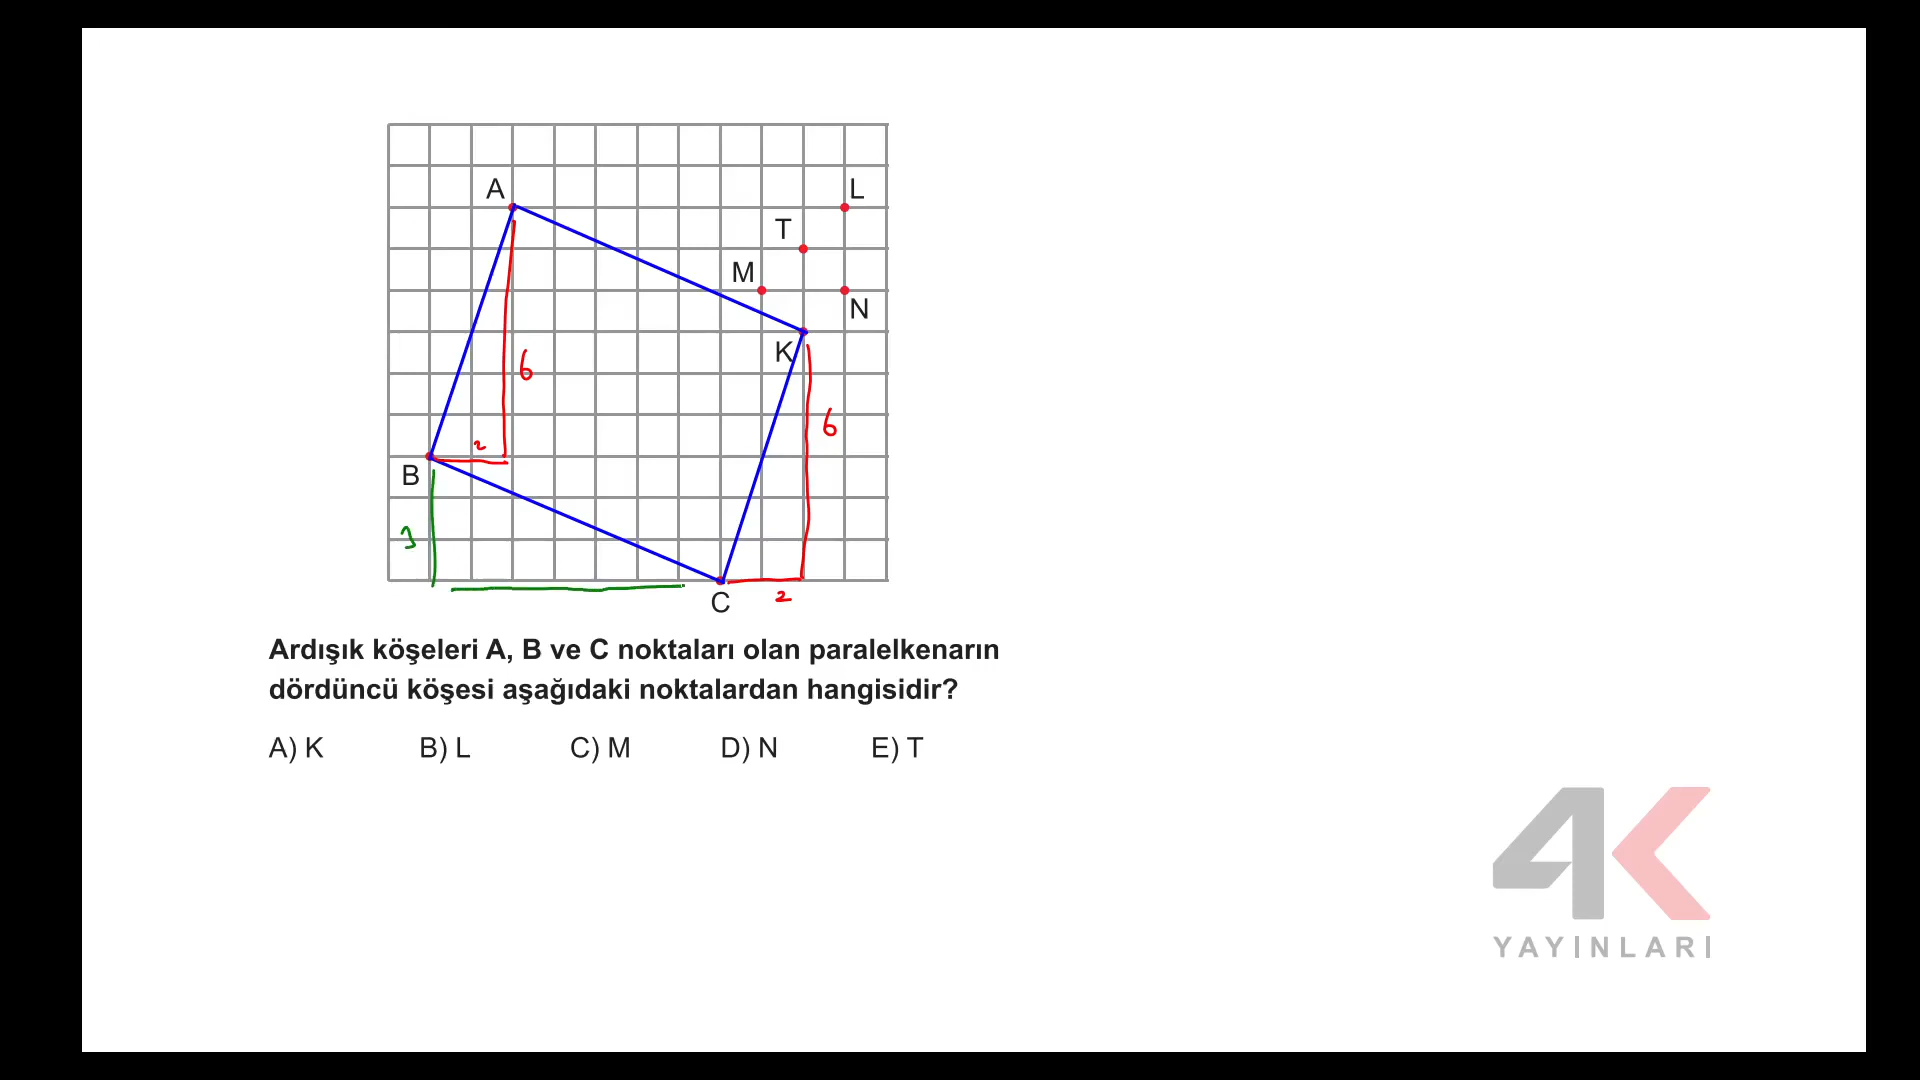 A
L
T
M
N
K
6
6
2
B
3
C
2
Ardışık köşeleri A, B ve C noktaları olan paralelkenarın
dördüncü köşesi aşağıdaki noktalardan hangisidir?
A) K B) L C) M D) N E) T
4K
YAYINLARI